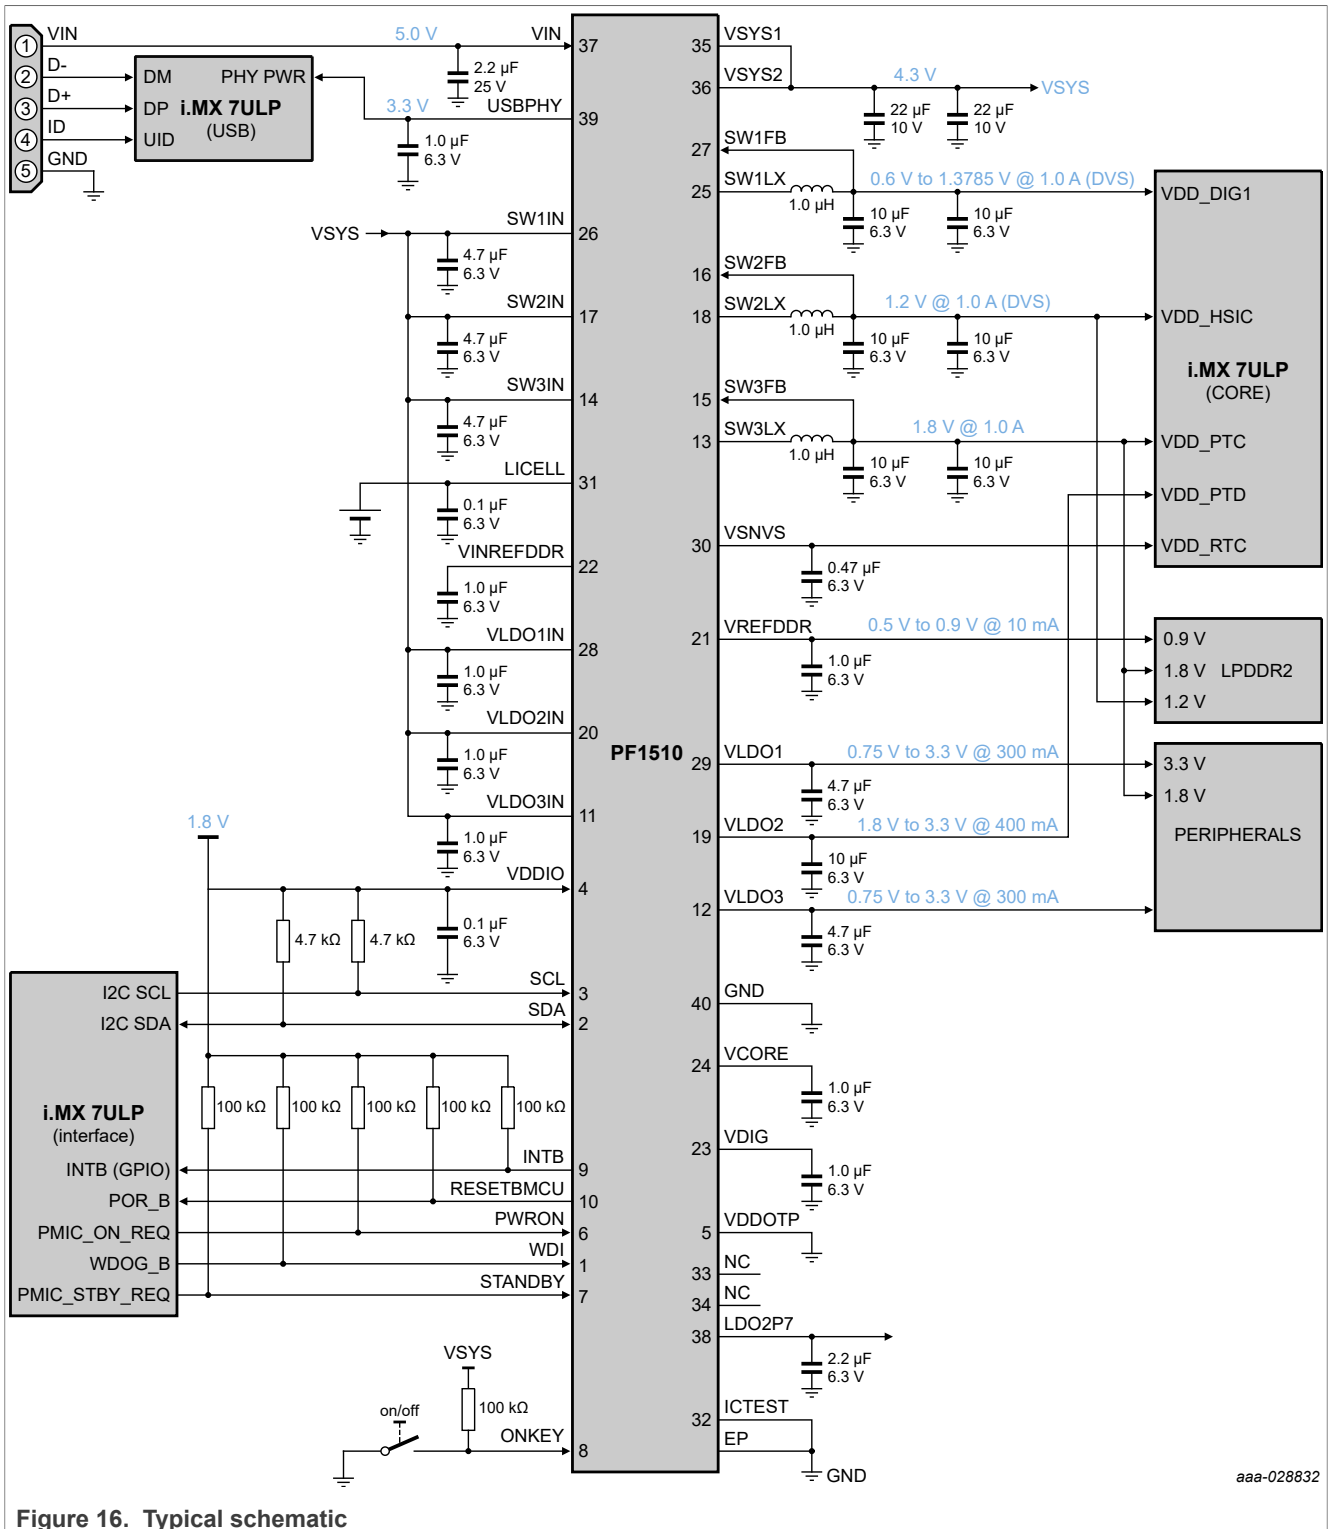 VIN
1
5.0 V
VIN
37
D-
2
D+
3
ID
4
GND
5
DM
PHY PWR
DP
i.MX 7ULP
(USB)
UID
2.2 µF
25 V
3.3 V
USBPHY
39
1.0 µF
6.3 V
VSYS
SW1IN
26
4.7 µF
6.3 V
SW2IN
17
4.7 µF
6.3 V
SW3IN
14
4.7 µF
6.3 V
LICELL
31
0.1 µF
6.3 V
VINREFDDR
22
1.0 µF
6.3 V
VLDO1IN
28
1.0 µF
6.3 V
VLDO2IN
20
1.0 µF
6.3 V
VLDO3IN
11
1.0 µF
6.3 V
1.8 V
VDDIO
4
4.7 kΩ
4.7 kΩ
0.1 µF
6.3 V
I2C SCL
SCL
3
I2C SDA
SDA
2
100 kΩ
100 kΩ
100 kΩ
100 kΩ
100 kΩ
i.MX 7ULP
(interface)
INTB (GPIO)
INTB
9
POR_B
RESETBMCU
10
PMIC_ON_REQ
PWRON
6
WDOG_B
WDI
1
PMIC_STBY_REQ
STANDBY
7
VSYS
100 kΩ
on/off
ONKEY
8
PF1510
35
VSYS1
36
VSYS2
4.3 V
VSYS
22 µF
10 V
22 µF
10 V
27
SW1FB
25
SW1LX
1.0 µH
0.6 V to 1.3785 V @ 1.0 A (DVS)
10 µF
6.3 V
10 µF
6.3 V
16
SW2FB
18
SW2LX
1.0 µH
1.2 V @ 1.0 A (DVS)
10 µF
6.3 V
10 µF
6.3 V
15
SW3FB
13
SW3LX
1.0 µH
1.8 V @ 1.0 A
10 µF
6.3 V
10 µF
6.3 V
VDD_DIG1
VDD_HSIC
i.MX 7ULP
(CORE)
VDD_PTC
VDD_PTD
VDD_RTC
30
VSNVS
0.47 µF
6.3 V
21
VREFDDR
0.5 V to 0.9 V @ 10 mA
1.0 µF
6.3 V
0.9 V
1.8 V
LPDDR2
1.2 V
29
VLDO1
0.75 V to 3.3 V @ 300 mA
4.7 µF
6.3 V
3.3 V
1.8 V
PERIPHERALS
19
VLDO2
1.8 V to 3.3 V @ 400 mA
10 µF
6.3 V
12
VLDO3
0.75 V to 3.3 V @ 300 mA
4.7 µF
6.3 V
40
GND
24
VCORE
1.0 µF
6.3 V
23
VDIG
1.0 µF
6.3 V
5
VDDOTP
33
NC
34
NC
38
LDO2P7
2.2 µF
6.3 V
32
ICTEST
EP
GND
aaa-028832
Figure 16. Typical schematic